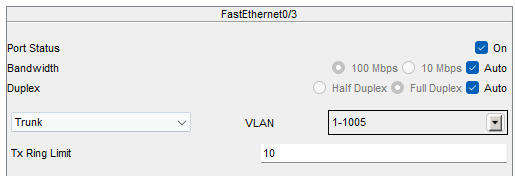 FastEthernet0/3
Port Status On
Bandwidth 100 Mbps 10 Mbps Auto
Duplex Half Duplex Full Duplex Auto
Trunk VLAN 1-1005
Tx Ring Limit 10